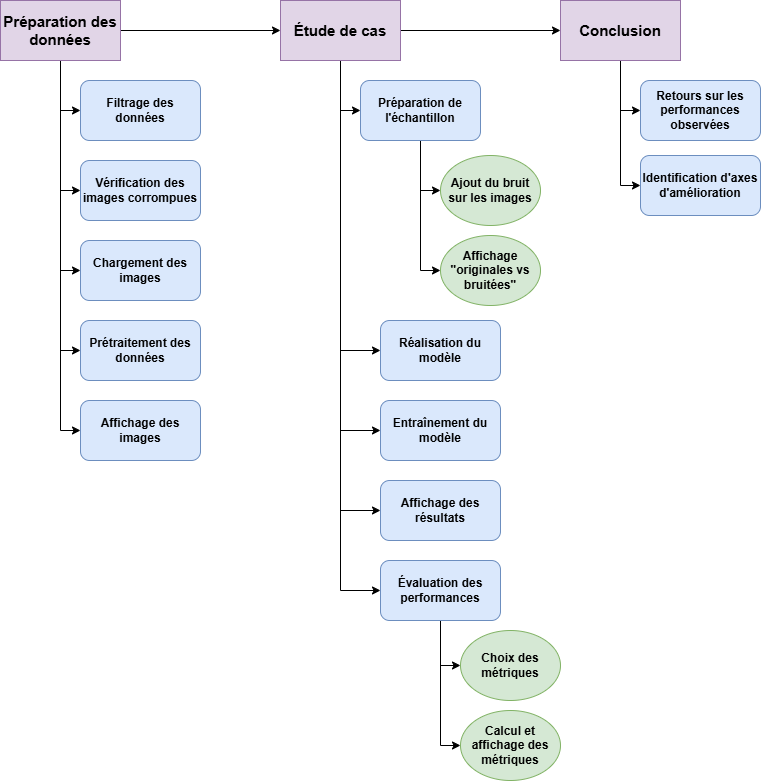 Préparation des
données
Filtrage des
données
Vérification des
images corrompues
Chargement des
images
Prétraitement des
données
Affichage des
images
Étude de cas
Préparation de
l'échantillon
Ajout du bruit
sur les images
Affichage
"originales vs
bruitées"
Réalisation du
modèle
Entraînement du
modèle
Affichage des
résultats
Évaluation des
performances
Choix des
métriques
Calcul et
affichage des
métriques
Conclusion
Retours sur les
performances
observées
Identification d'axes
d'amélioration